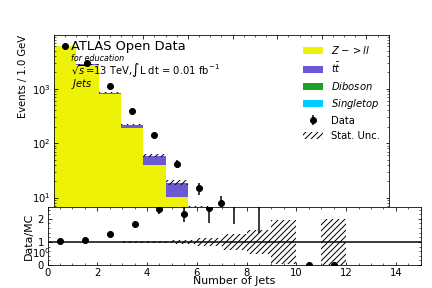 ATLAS Open Data
for education
√s=13 TeV,∫L dt = 0.01 fb⁻¹
Jets
Z − > ll
tt̄
Diboson
Singletop
Data
Stat. Unc.
Events / 1.0 GeV
10³
10²
10¹
10⁰
Data/MC
2
1
0
0 2 4 6 8 10 12 14
Number of Jets